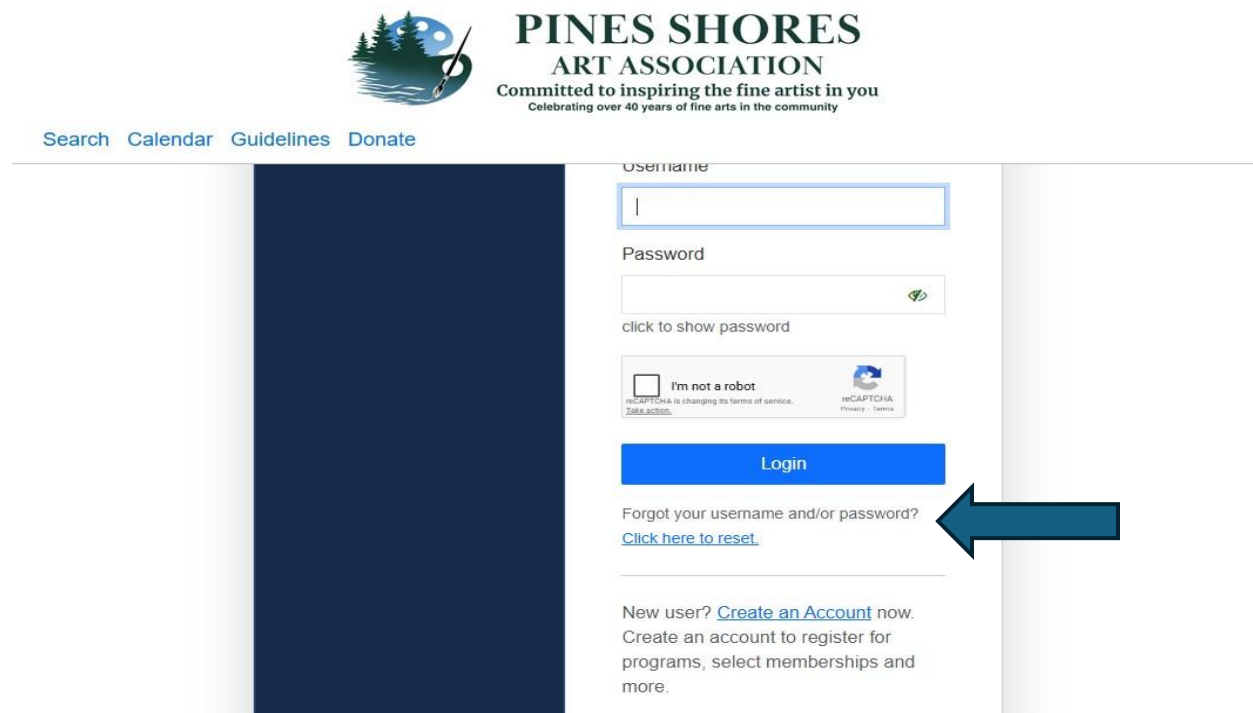 PINES SHORES
ART ASSOCIATION
Committed to inspiring the fine artist in you
Celebrating over 40 years of fine arts in the community
Search Calendar Guidelines Donate
Username
Password
click to show password
I'm not a robot
reCAPTCHA is changing its terms of service.
Take action.
reCAPTCHA
Privacy - Terms
Login
Forgot your username and/or password?
Click here to reset.
New user? Create an Account now.
Create an account to register for
programs, select memberships and
more.